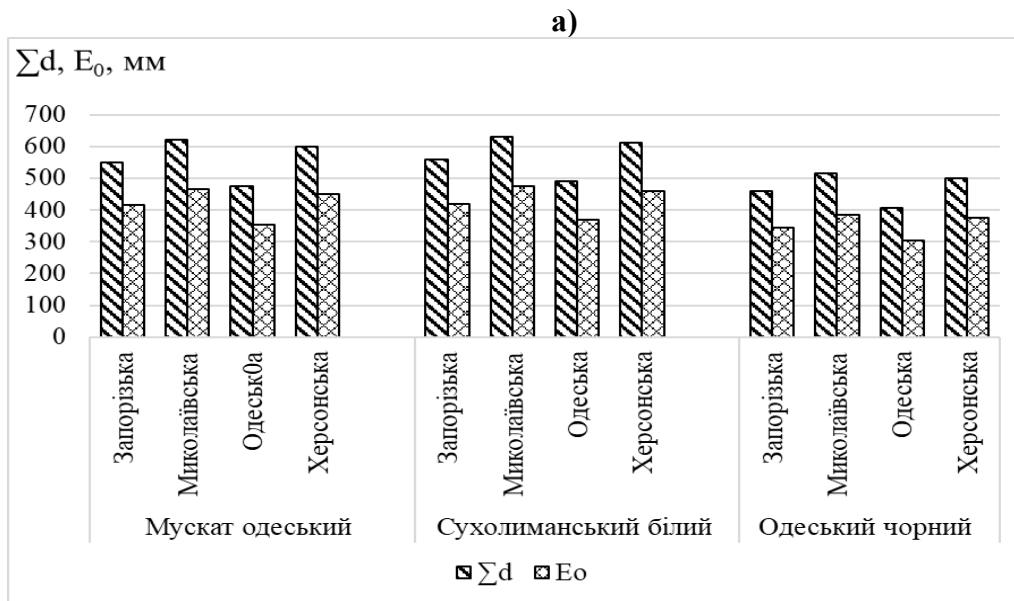 а)
∑d, E₀, мм
700
600
500
400
300
200
100
0
Запорізька
Миколаївська
Одеськ0а
Херсонська
Запорізька
Миколаївська
Одеська
Херсонська
Запорізька
Миколаївська
Одеська
Херсонська
Мускат одеський
Сухолиманський білий
Одеський чорний
∑d Eo